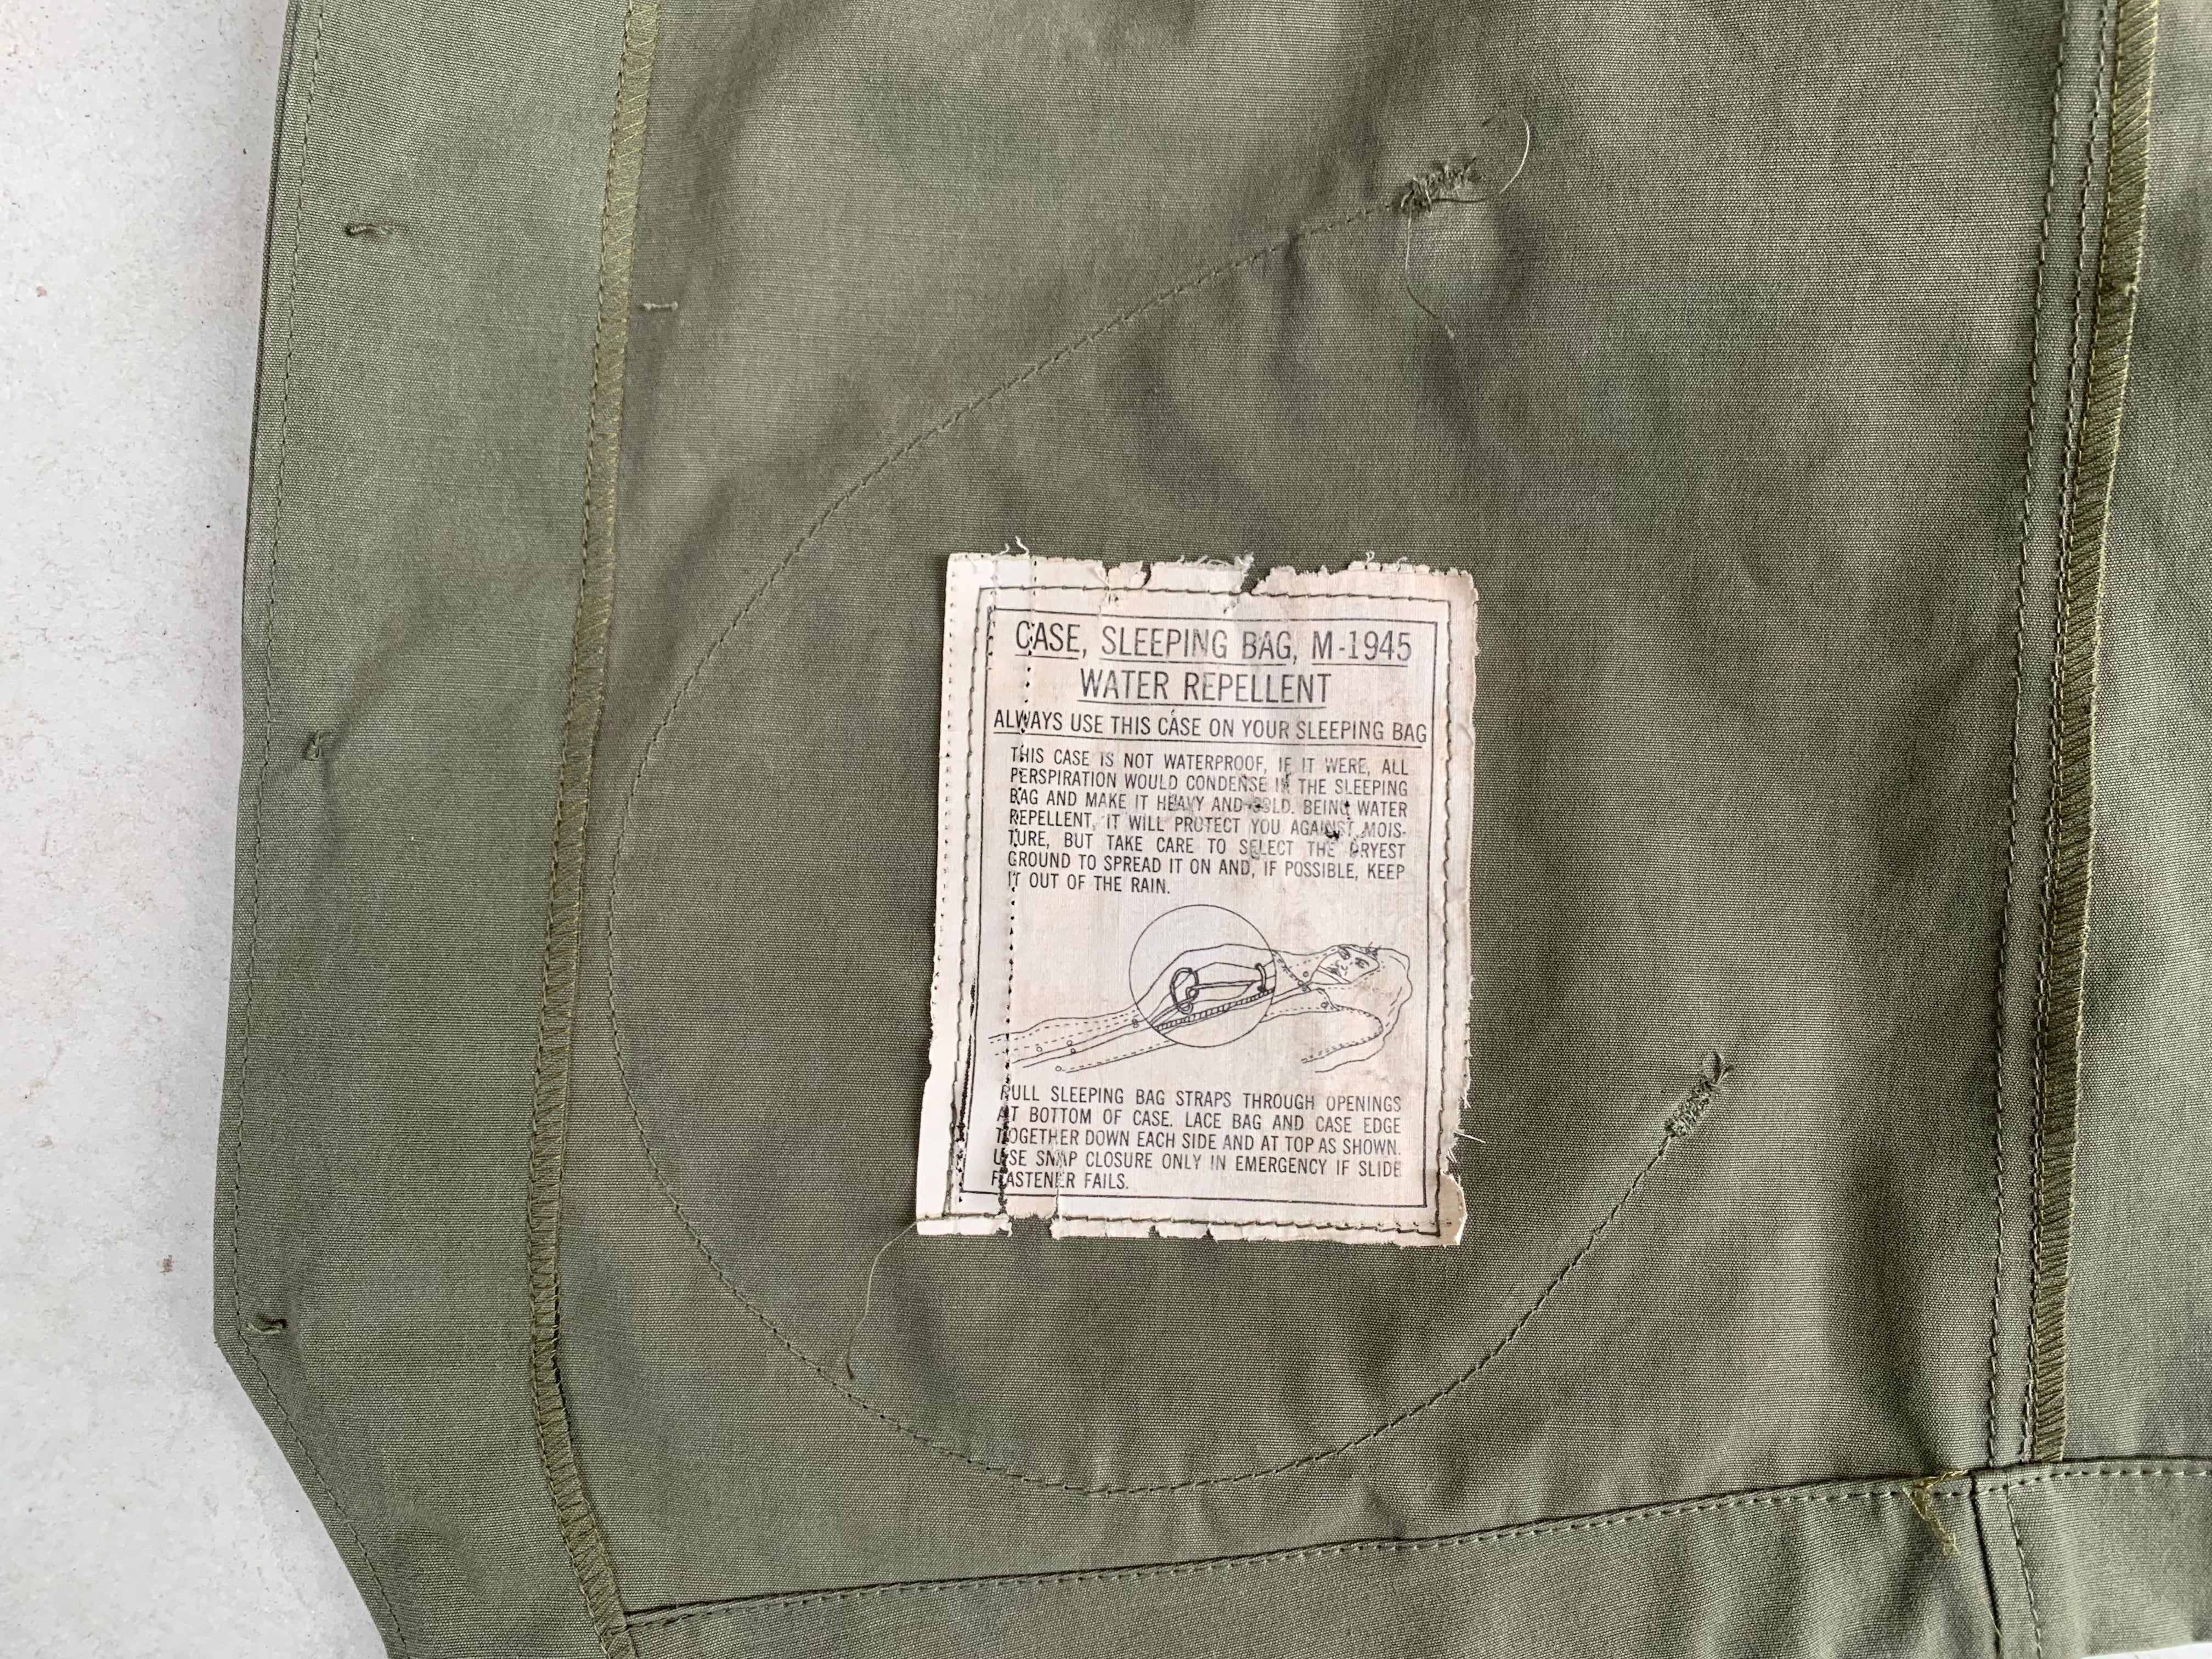 CASE, SLEEPING BAG, M-1945
WATER REPELLENT
ALWAYS USE THIS CASE ON YOUR SLEEPING BAG
THIS CASE IS NOT WATERPROOF, IF IT WERE, ALL
PERSPIRATION WOULD CONDENSE IN THE SLEEPING
BAG AND MAKE IT HEAVY AND COLD. BEING WATER
REPELLENT, IT WILL PROTECT YOU AGAINST MOIS-
TURE, BUT TAKE CARE TO SELECT THE DRYEST
GROUND TO SPREAD IT ON AND, IF POSSIBLE, KEEP
IT OUT OF THE RAIN.
PULL SLEEPING BAG STRAPS THROUGH OPENINGS
AT BOTTOM OF CASE. LACE BAG AND CASE EDGE
TOGETHER DOWN EACH SIDE AND AT TOP AS SHOWN.
USE SNAP CLOSURE ONLY IN EMERGENCY IF SLIDE
FASTENER FAILS.